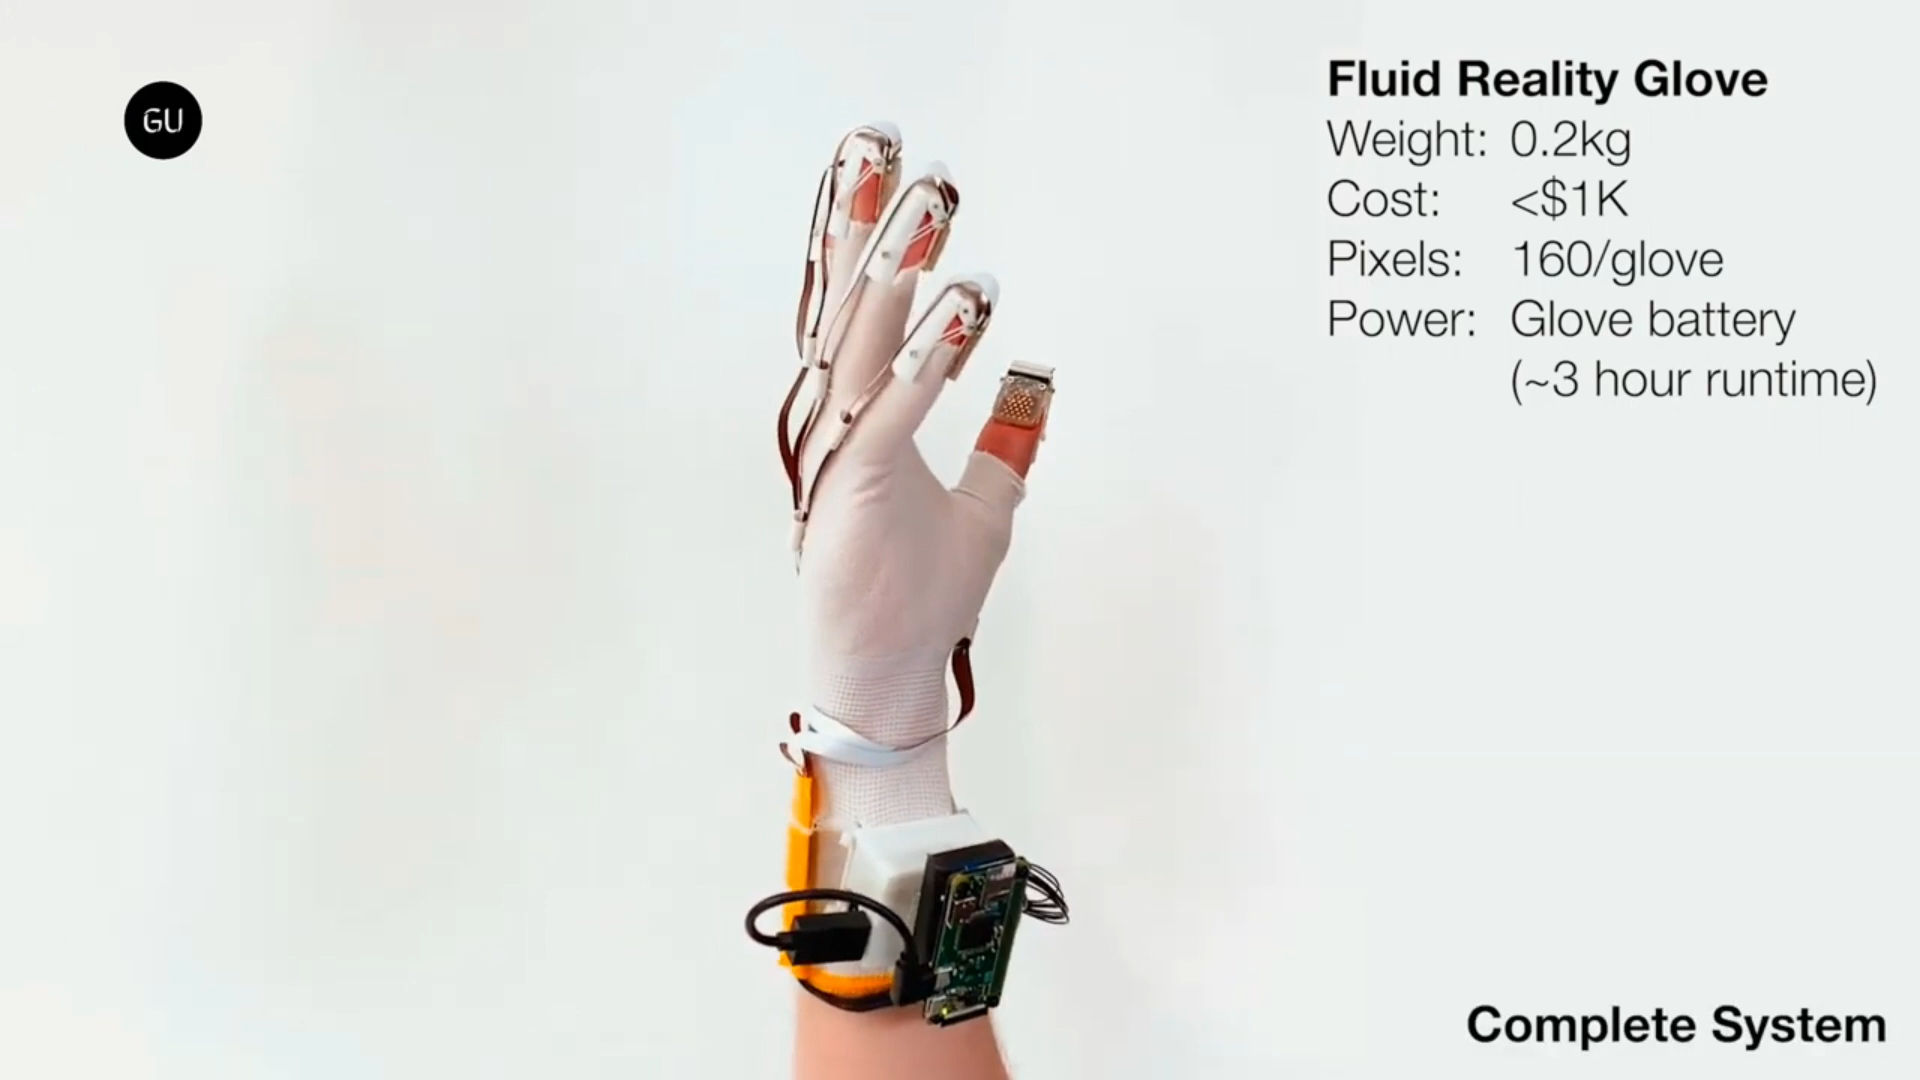 GU
Fluid Reality Glove
Weight: 0.2kg
Cost: <$1K
Pixels: 160/glove
Power: Glove battery
(~3 hour runtime)
Complete System